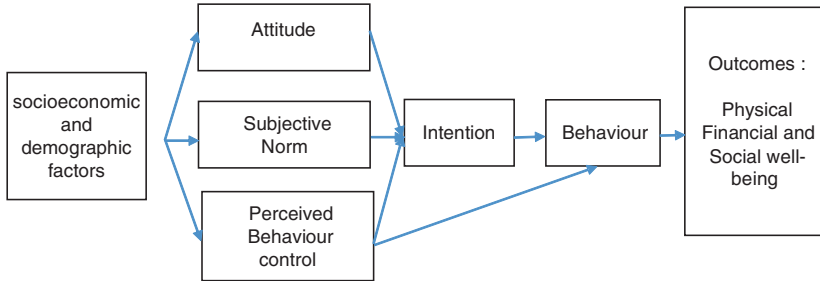 socioeconomic
and
demographic
factors
Attitude
Subjective
Norm
Perceived
Behaviour
control
Intention
Behaviour
Outcomes :
Physical
Financial and
Social well-
being